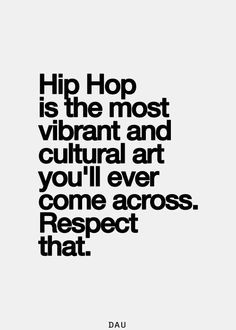 Hip Hop
is the most
vibrant and
cultural art
you'll ever
come across.
Respect
that.
DAU